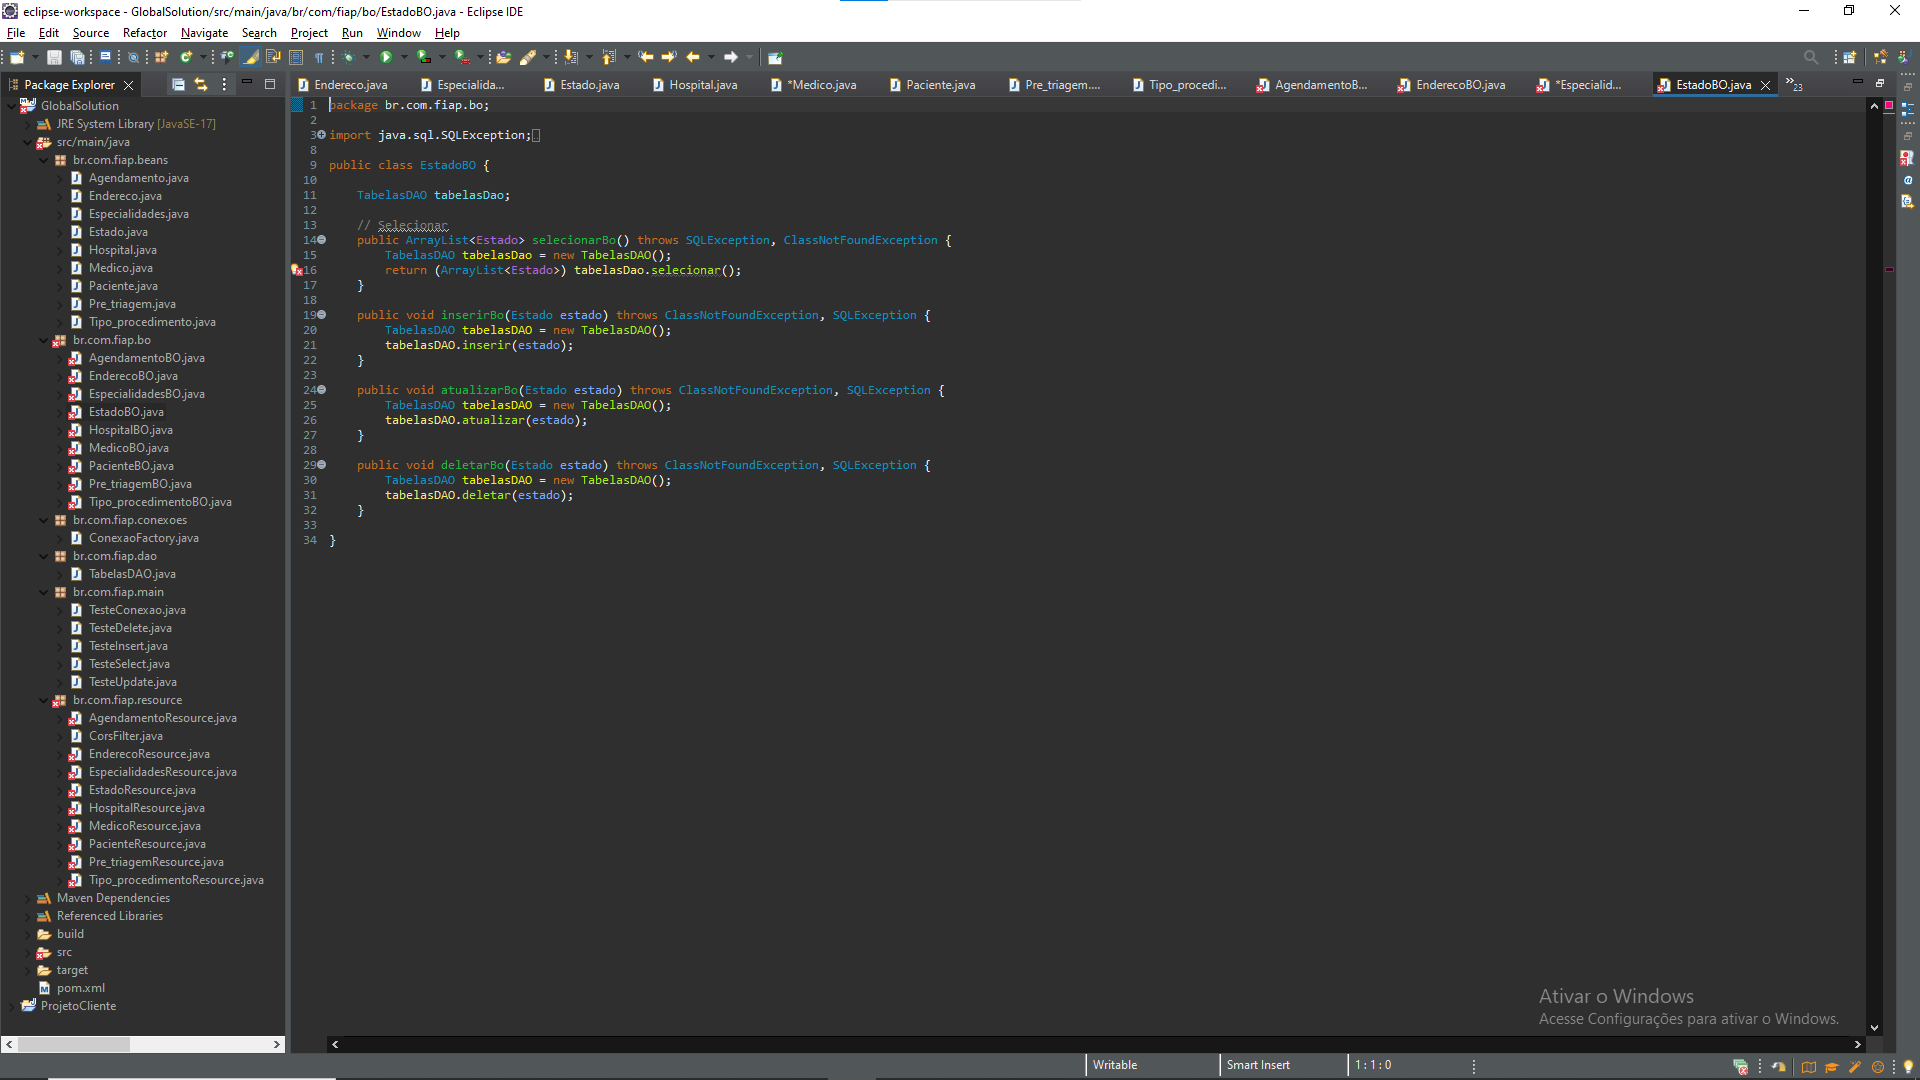 eclipse-workspace - GlobalSolution/src/main/java/br/com/fiap/bo/EstadoBO.java - Eclipse IDE
File Edit Source Refactor Navigate Search Project Run Window Help
Package Explorer
Endereco.java Especialida... Estado.java Hospital.java *Medico.java Paciente.java Pre_triagem.... Tipo_procedi... AgendamentoB... EnderecoBO.java *Especialid... EstadoBO.java 23
GlobalSolution
JRE System Library [JavaSE-17]
src/main/java
br.com.fiap.beans
Agendamento.java
Endereco.java
Especialidades.java
Estado.java
Hospital.java
Medico.java
Paciente.java
Pre_triagem.java
Tipo_procedimento.java
br.com.fiap.bo
AgendamentoBO.java
EnderecoBO.java
EspecialidadesBO.java
EstadoBO.java
HospitalBO.java
MedicoBO.java
PacienteBO.java
Pre_triagemBO.java
Tipo_procedimentoBO.java
br.com.fiap.conexoes
ConexaoFactory.java
br.com.fiap.dao
TabelasDAO.java
br.com.fiap.main
TesteConexao.java
TesteDelete.java
TesteInsert.java
TesteSelect.java
TesteUpdate.java
br.com.fiap.resource
AgendamentoResource.java
CorsFilter.java
EnderecoResource.java
EspecialidadesResource.java
EstadoResource.java
HospitalResource.java
MedicoResource.java
PacienteResource.java
Pre_triagemResource.java
Tipo_procedimentoResource.java
Maven Dependencies
Referenced Libraries
build
src
target
pom.xml
ProjetoCliente
1 package br.com.fiap.bo;
2
3 import java.sql.SQLException;
8
9 public class EstadoBO {
10
11 TabelasDAO tabelasDao;
12
13 // Selecionar
14 public ArrayList<Estado> selecionarBo() throws SQLException, ClassNotFoundException {
15 TabelasDAO tabelasDao = new TabelasDAO();
16 return (ArrayList<Estado>) tabelasDao.selecionar();
17 }
18
19 public void inserirBo(Estado estado) throws ClassNotFoundException, SQLException {
20 TabelasDAO tabelasDAO = new TabelasDAO();
21 tabelasDAO.inserir(estado);
22 }
23
24 public void atualizarBo(Estado estado) throws ClassNotFoundException, SQLException {
25 TabelasDAO tabelasDAO = new TabelasDAO();
26 tabelasDAO.atualizar(estado);
27 }
28
29 public void deletarBo(Estado estado) throws ClassNotFoundException, SQLException {
30 TabelasDAO tabelasDAO = new TabelasDAO();
31 tabelasDAO.deletar(estado);
32 }
33
34 }
Ativar o Windows
Acesse Configurações para ativar o Windows.
Writable Smart Insert 1 : 1 : 0